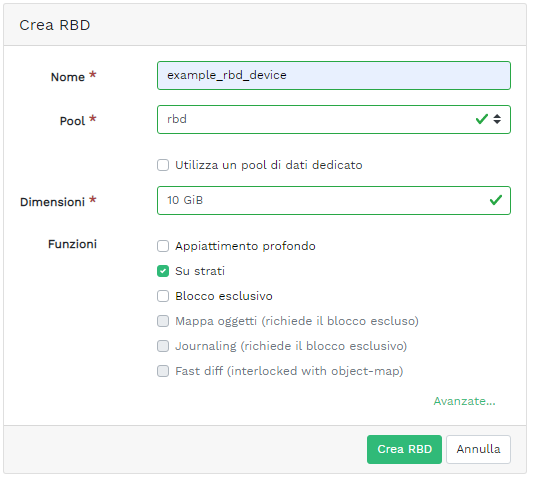 Crea RBD
Nome *
example_rbd_device
Pool *
rbd
Utilizza un pool di dati dedicato
Dimensioni *
10 GiB
Funzioni
Appiattimento profondo
Su strati
Blocco esclusivo
Mappa oggetti (richiede il blocco escluso)
Journaling (richiede il blocco esclusivo)
Fast diff (interlocked with object-map)
Avanzate...
Crea RBD
Annulla